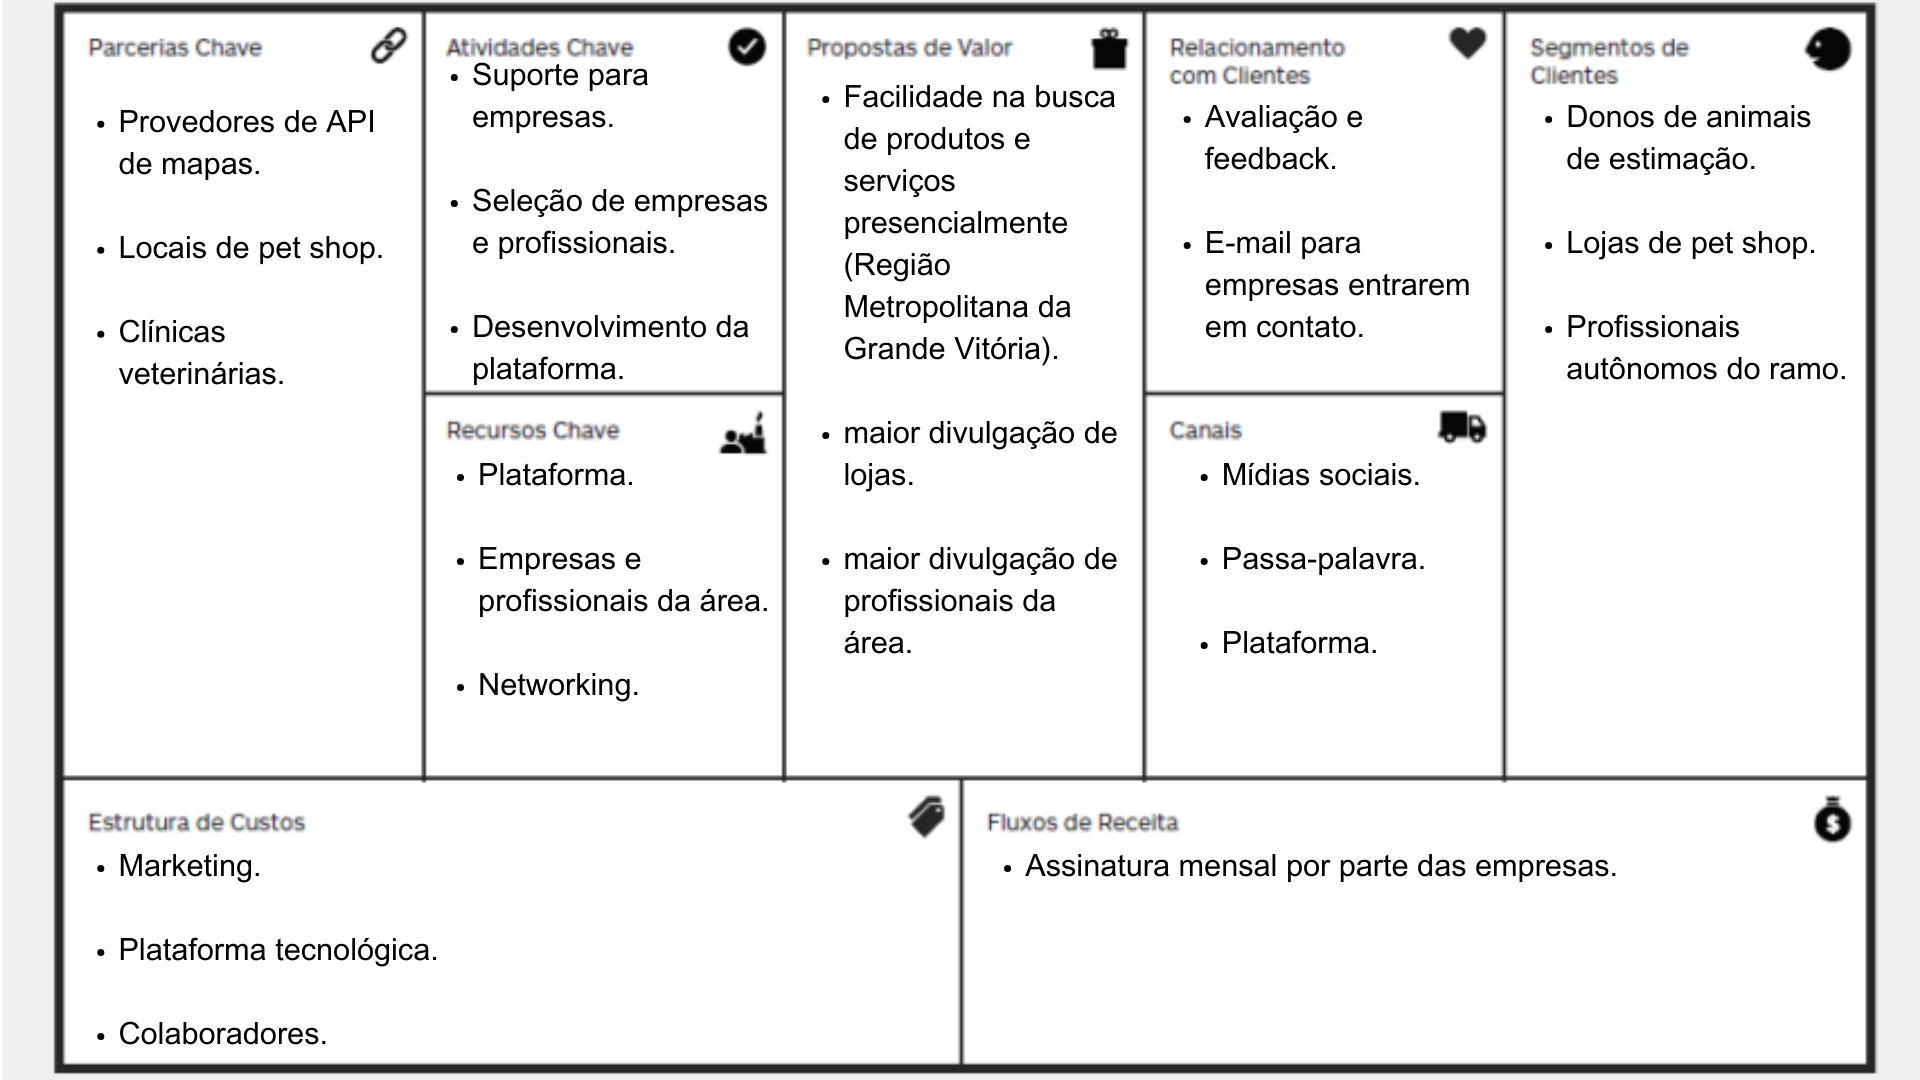 Parcerias Chave
• Provedores de API
de mapas.
• Locais de pet shop.
• Clínicas
veterinárias.
Atividades Chave
• Suporte para
empresas.
• Seleção de empresas
e profissionais.
• Desenvolvimento da
plataforma.
Recursos Chave
• Plataforma.
• Empresas e
profissionais da área.
• Networking.
Propostas de Valor
• Facilidade na busca
de produtos e
serviços
presencialmente
(Região
Metropolitana da
Grande Vitória).
• maior divulgação de
lojas.
• maior divulgação de
profissionais da
área.
Relacionamento
com Clientes
• Avaliação e
feedback.
• E-mail para
empresas entrarem
em contato.
Canais
• Mídias sociais.
• Passa-palavra.
• Plataforma.
Segmentos de
Clientes
• Donos de animais
de estimação.
• Lojas de pet shop.
• Profissionais
autônomos do ramo.
Estrutura de Custos
• Marketing.
• Plataforma tecnológica.
• Colaboradores.
Fluxos de Receita
• Assinatura mensal por parte das empresas.